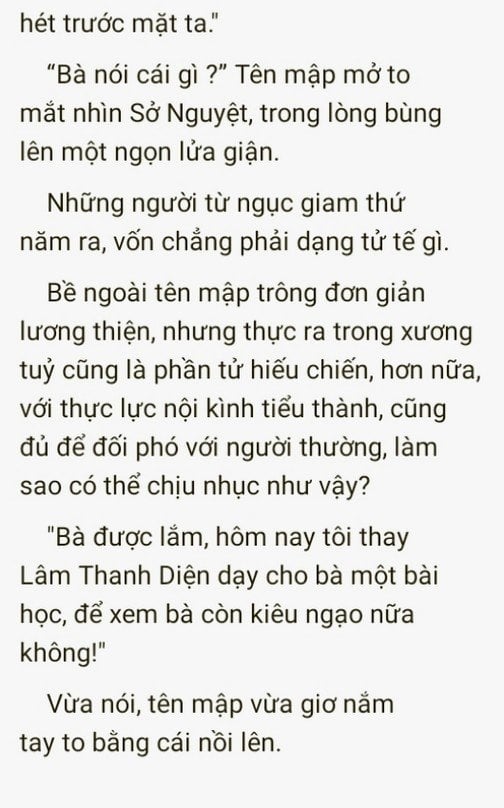 hét trước mặt ta."
“Bà nói cái gì ?” Tên mập mở to
mắt nhìn Sở Nguyệt, trong lòng bùng
lên một ngọn lửa giận.
Những người từ ngục giam thứ
năm ra, vốn chẳng phải dạng tử tế gì.
Bề ngoài tên mập trông đơn giản
lương thiện, nhưng thực ra trong xương
tuỷ cũng là phần tử hiếu chiến, hơn nữa,
với thực lực nội kình tiểu thành, cũng
đủ để đối phó với người thường, làm
sao có thể chịu nhục như vậy?
"Bà được lắm, hôm nay tôi thay
Lâm Thanh Diện dạy cho bà một bài
học, để xem bà còn kiêu ngạo nữa
không!"
Vừa nói, tên mập vừa giơ nắm
tay to bằng cái nồi lên.